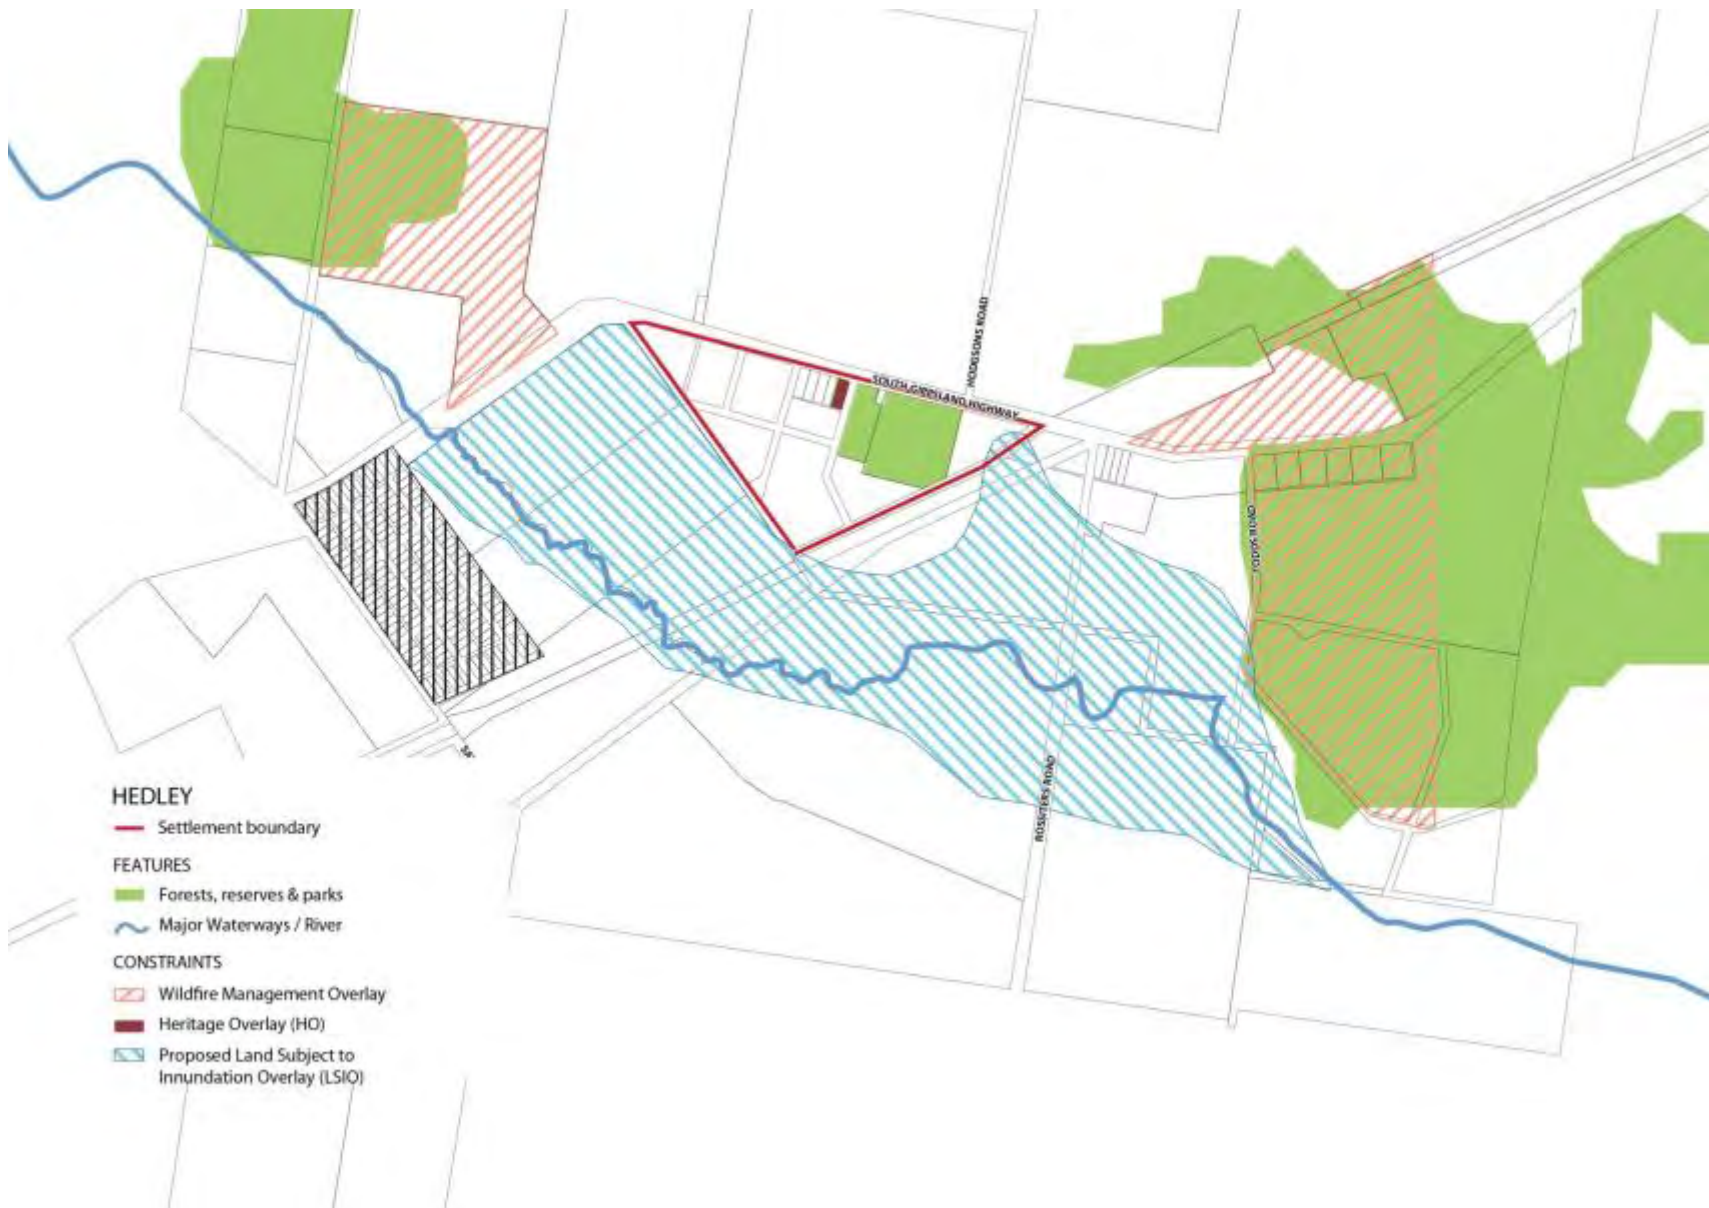 HODGSONS ROAD
SOUTH GIPPSLAND HIGHWAY
TODDS ROAD
ROSSITERS ROAD
HEDLEY
Settlement boundary
FEATURES
Forests, reserves & parks
Major Waterways / River
CONSTRAINTS
Wildfire Management Overlay
Heritage Overlay (HO)
Proposed Land Subject to
Innundation Overlay (LSIO)